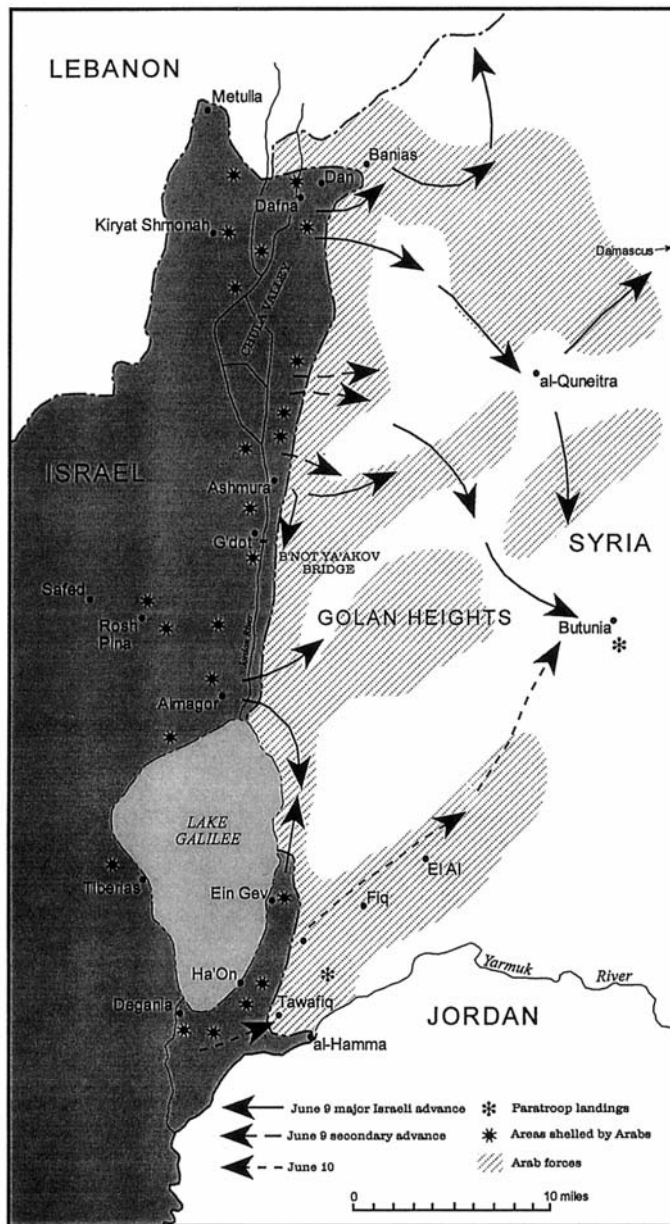 LEBANON
Metulla
Banias
Dan
Dafna
Kiryat Shmonah
Damascus
CHULA VALLEY
al-Quneitra
ISRAEL
Ashmura
G'dot
B'NOT YA'AKOV
BRIDGE
SYRIA
Safed
Rosh
Pina
GOLAN HEIGHTS
Butunia
River
Almagor
LAKE
GALILEE
El Al
Tiberias
Ein Gev
Fiq
Ha'On
Yarmuk
River
Degania
Tawafiq
JORDAN
al-Hamma
June 9 major Israeli advance
Paratroop landings
June 9 secondary advance
Areas shelled by Arabs
June 10
Arab forces
0 10 miles